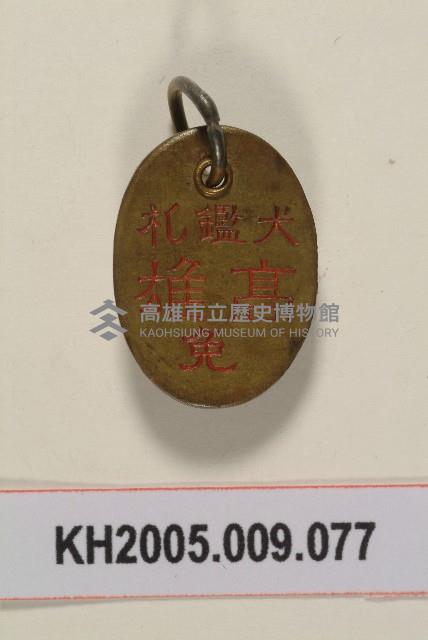 犬鑑札
高雄
免
高雄市立歷史博物館
KAOHSIUNG MUSEUM OF HISTORY
KH2005.009.077